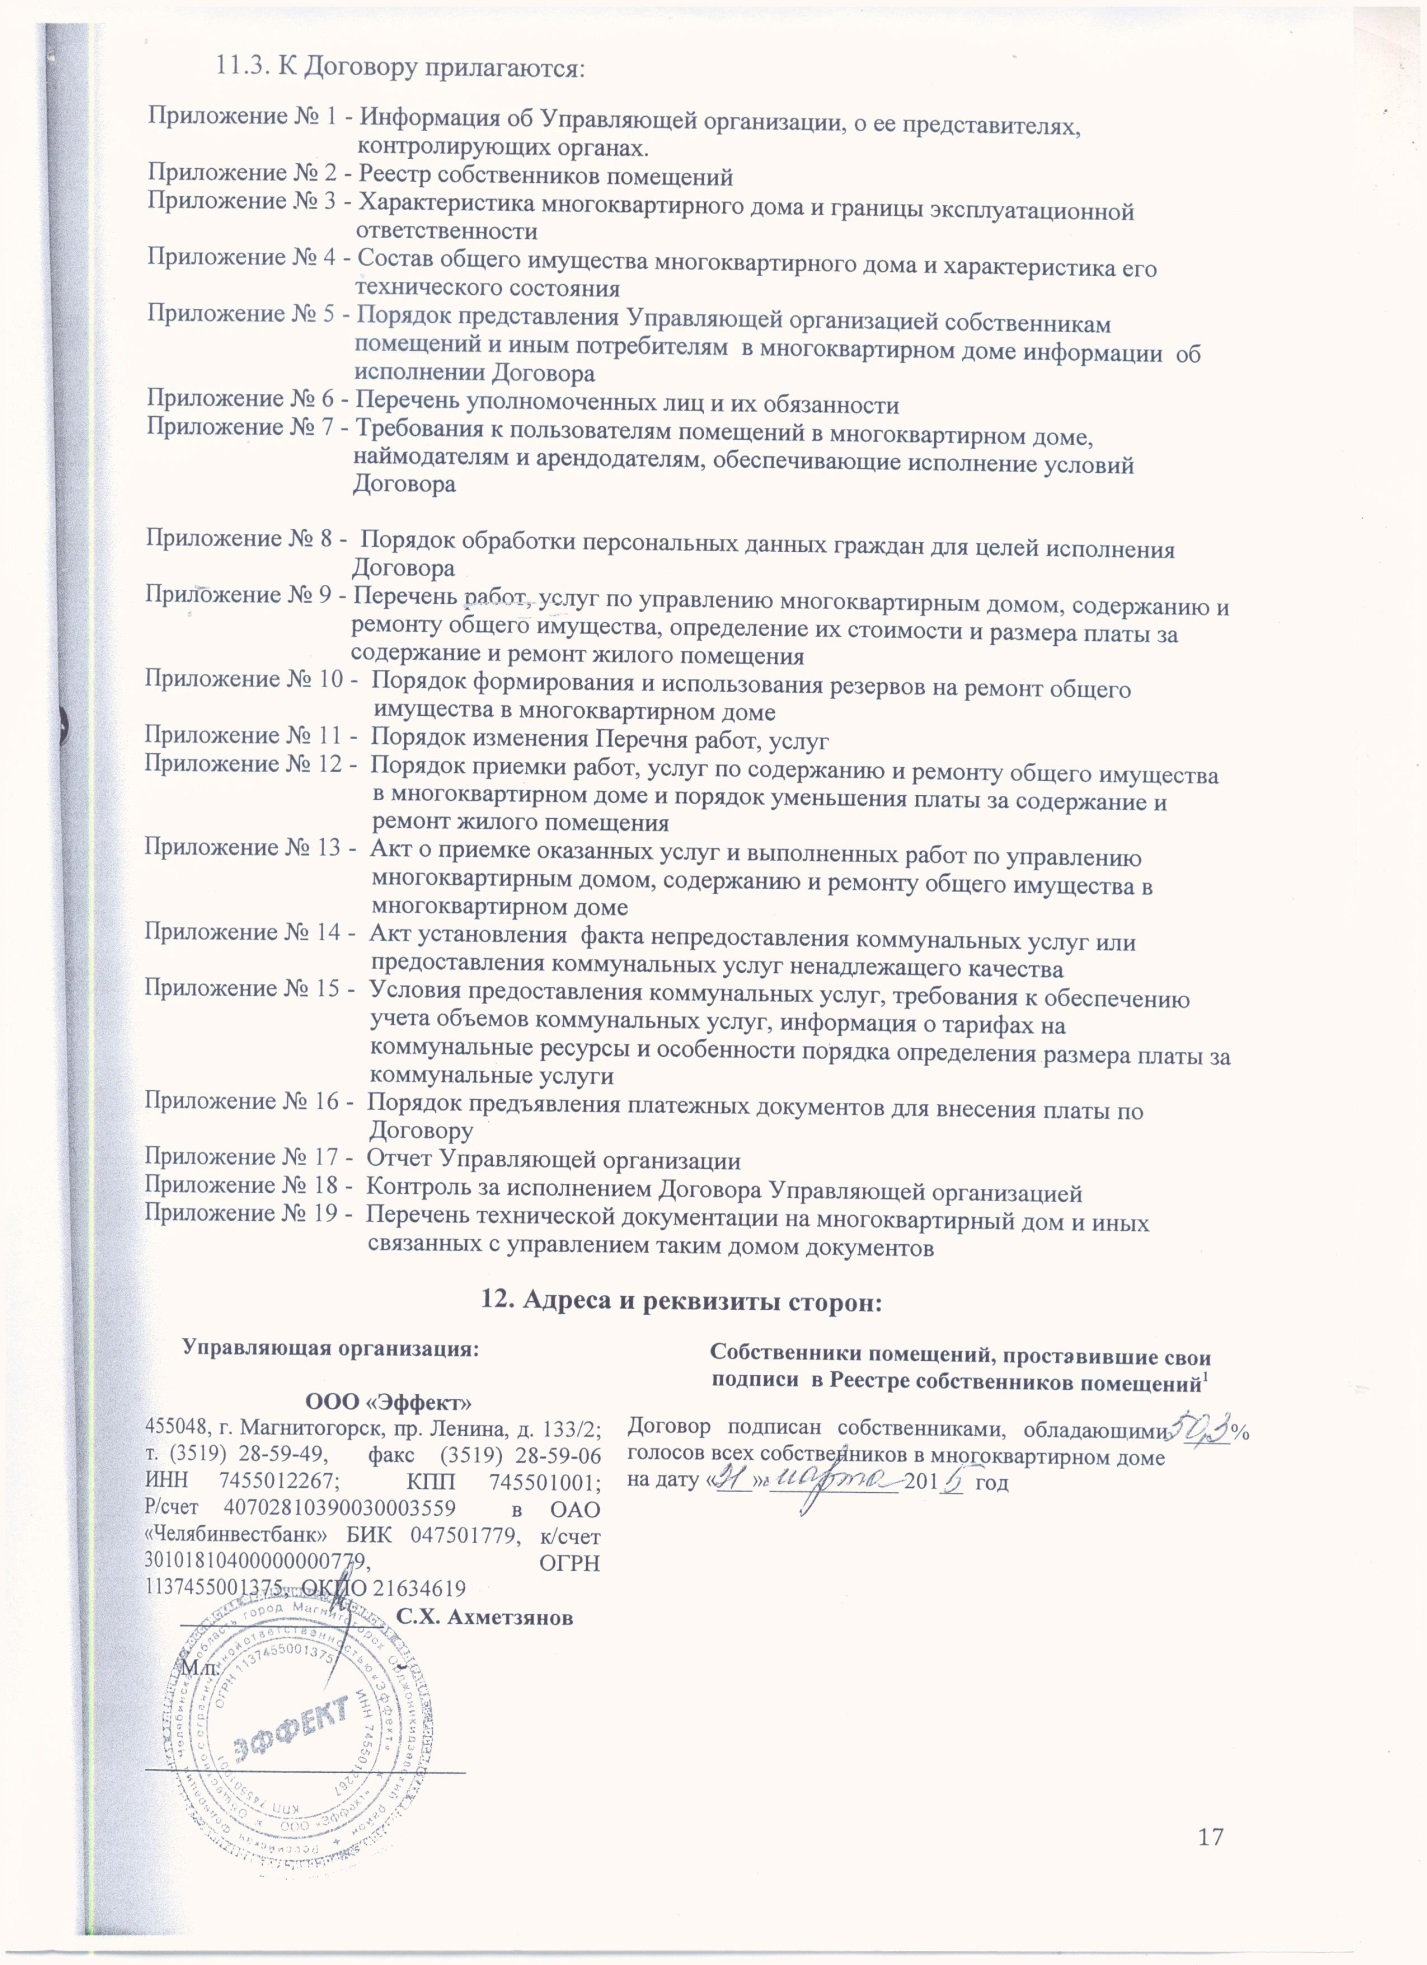 11.3. К Договору прилагаются:
Приложение № 1 - Информация об Управляющей организации, о ее представителях,
контролирующих органах.
Приложение № 2 - Реестр собственников помещений
Приложение № 3 - Характеристика многоквартирного дома и границы эксплуатационной
ответственности
Приложение № 4 - Состав общего имущества многоквартирного дома и характеристика его
технического состояния
Приложение № 5 - Порядок представления Управляющей организацией собственникам
помещений и иным потребителям в многоквартирном доме информации об
исполнении Договора
Приложение № 6 - Перечень уполномоченных лиц и их обязанности
Приложение № 7 - Требования к пользователям помещений в многоквартирном доме,
наймодателям и арендодателям, обеспечивающие исполнение условий
Договора
Приложение № 8 - Порядок обработки персональных данных граждан для целей исполнения
Договора
Приложение № 9 - Перечень работ, услуг по управлению многоквартирным домом, содержанию и
ремонту общего имущества, определение их стоимости и размера платы за
содержание и ремонт жилого помещения
Приложение № 10 - Порядок формирования и использования резервов на ремонт общего
имущества в многоквартирном доме
Приложение № 11 - Порядок изменения Перечня работ, услуг
Приложение № 12 - Порядок приемки работ, услуг по содержанию и ремонту общего имущества
в многоквартирном доме и порядок уменьшения платы за содержание и
ремонт жилого помещения
Приложение № 13 - Акт о приемке оказанных услуг и выполненных работ по управлению
многоквартирным домом, содержанию и ремонту общего имущества в
многоквартирном доме
Приложение № 14 - Акт установления факта непредоставления коммунальных услуг или
предоставления коммунальных услуг ненадлежащего качества
Приложение № 15 - Условия предоставления коммунальных услуг, требования к обеспечению
учета объемов коммунальных услуг, информация о тарифах на
коммунальные ресурсы и особенности порядка определения размера платы за
коммунальные услуги
Приложение № 16 - Порядок предъявления платежных документов для внесения платы по
Договору
Приложение № 17 - Отчет Управляющей организации
Приложение № 18 - Контроль за исполнением Договора Управляющей организацией
Приложение № 19 - Перечень технической документации на многоквартирный дом и иных
связанных с управлением таким домом документов
12. Адреса и реквизиты сторон:
Управляющая организация:
ООО «Эффект»
455048, г. Магнитогорск, пр. Ленина, д. 133/2;
т. (3519) 28-59-49, факс (3519) 28-59-06
ИНН 7455012267; КПП 745501001;
Р/счет 40702810390030003559 в ОАО
«Челябинвестбанк» БИК 047501779, к/счет
30101810400000000779, ОГРН
1137455001375, ОКПО 21634619
С.Х. Ахметзянов
М.п.
Собственники помещений, проставившие свои
подписи в Реестре собственников помещений¹
Договор подписан собственниками, обладающими 50,3%
голосов всех собственников в многоквартирном доме
на дату «    » марта 2015 год
ЭФФЕКТ
ОГРН 1137455001375
ИНН 7455012267
КПП 745501001
ООО «Эффект»
17